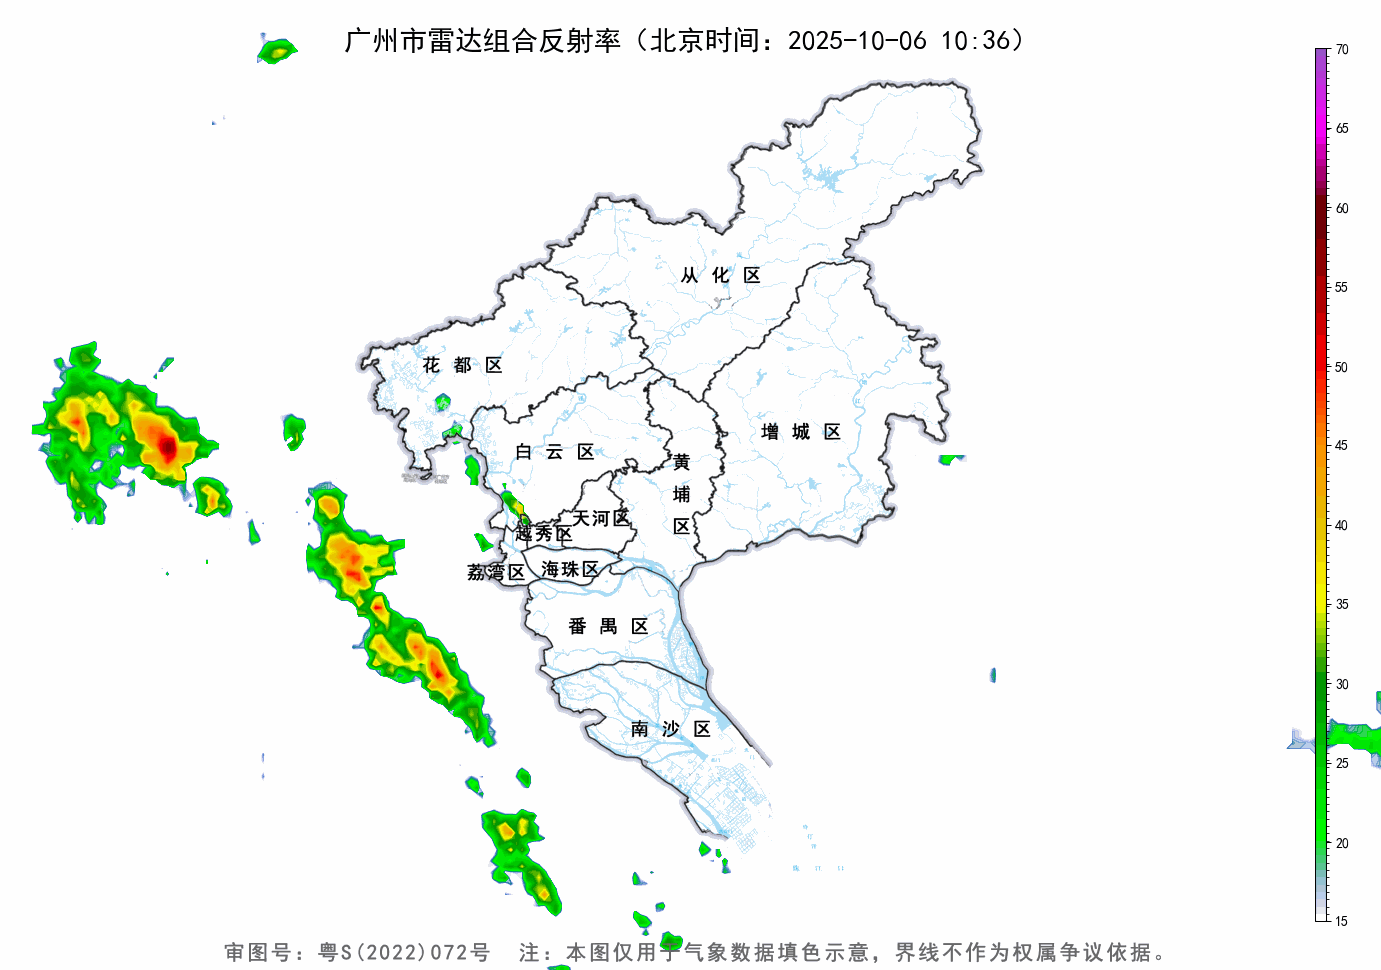 广州市雷达组合反射率（北京时间：2025-10-06 10:36）
70
65
60
55
50
45
40
35
30
25
20
15
从化区
花都区
增城区
白云区
黄埔区
天河区
越秀区
荔湾区
海珠区
番禺区
南沙区
审图号：粤S(2022)072号 注：本图仅用于气象数据填色示意，界线不作为权属争议依据。